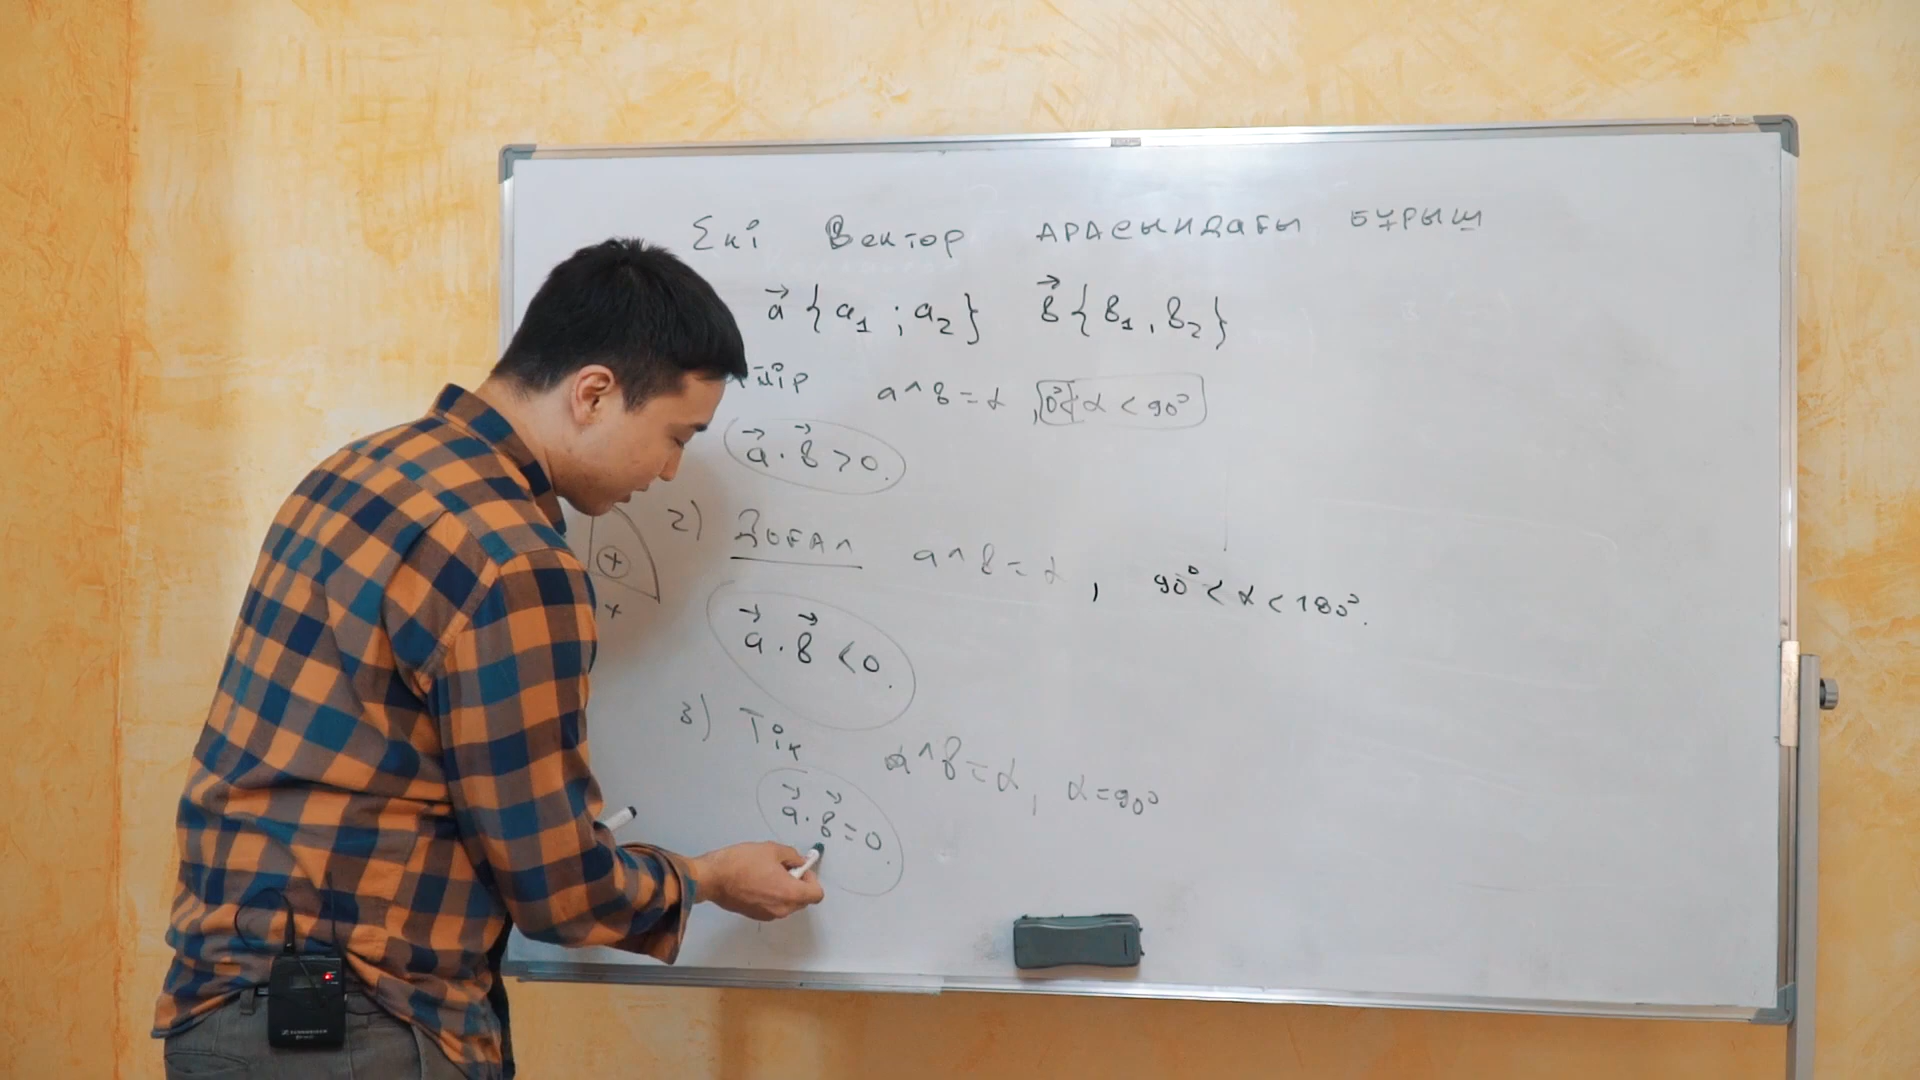 Екі Вектор арасындағы бұрыш
a⃗ {a₁ ; a₂} b⃗ {b₁, b₂}
a^b = α, 0°<α < 90°
a⃗ · b⃗ > 0.
2) Доғал a^b = α, 90° < α < 180°.
+
+
a⃗ · b⃗ < 0.
3) Тік a^b = α, α = 90°
a⃗ · b⃗ = 0.
SENNHEISER